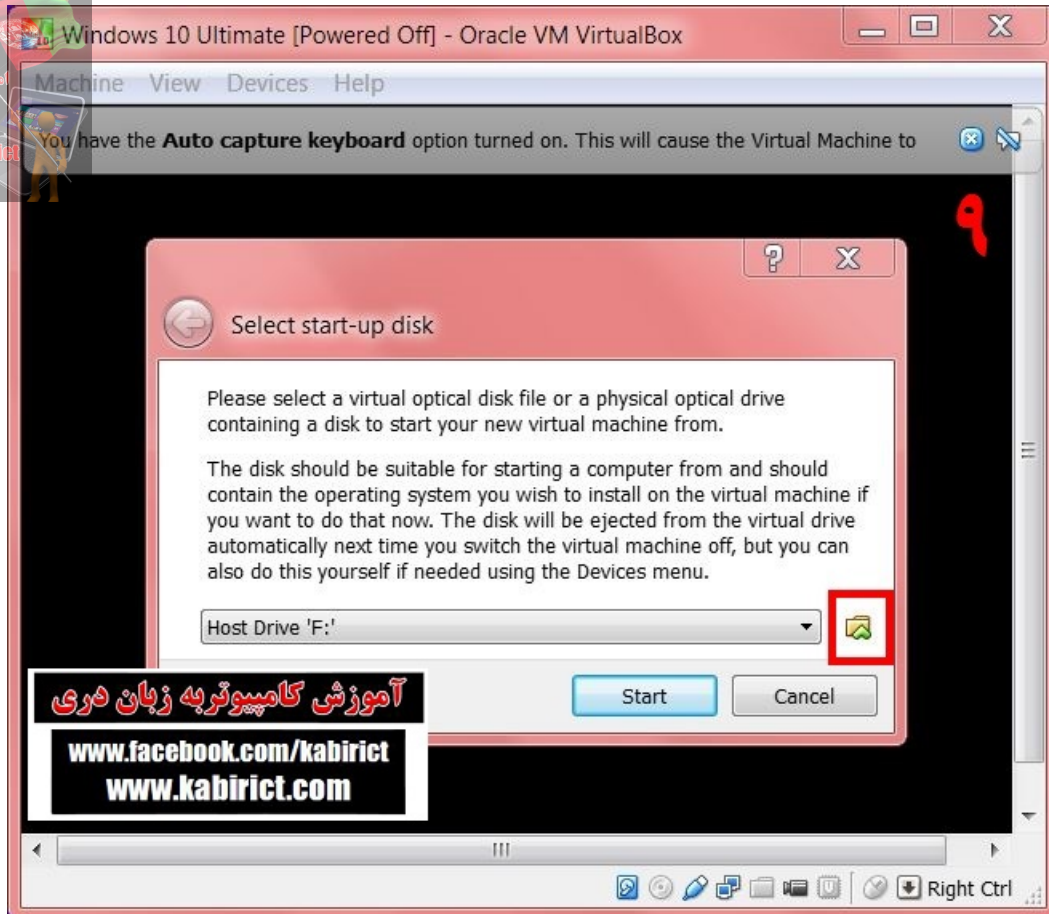 Windows 10 Ultimate [Powered Off] - Oracle VM VirtualBox
Machine View Devices Help
You have the Auto capture keyboard option turned on. This will cause the Virtual Machine to
۹
Select start-up disk
Please select a virtual optical disk file or a physical optical drive
containing a disk to start your new virtual machine from.
The disk should be suitable for starting a computer from and should
contain the operating system you wish to install on the virtual machine if
you want to do that now. The disk will be ejected from the virtual drive
automatically next time you switch the virtual machine off, but you can
also do this yourself if needed using the Devices menu.
Host Drive 'F:'
Start Cancel
آموزش کامپیوتربه زبان دری
www.facebook.com/kabirict
www.kabirict.com
Right Ctrl